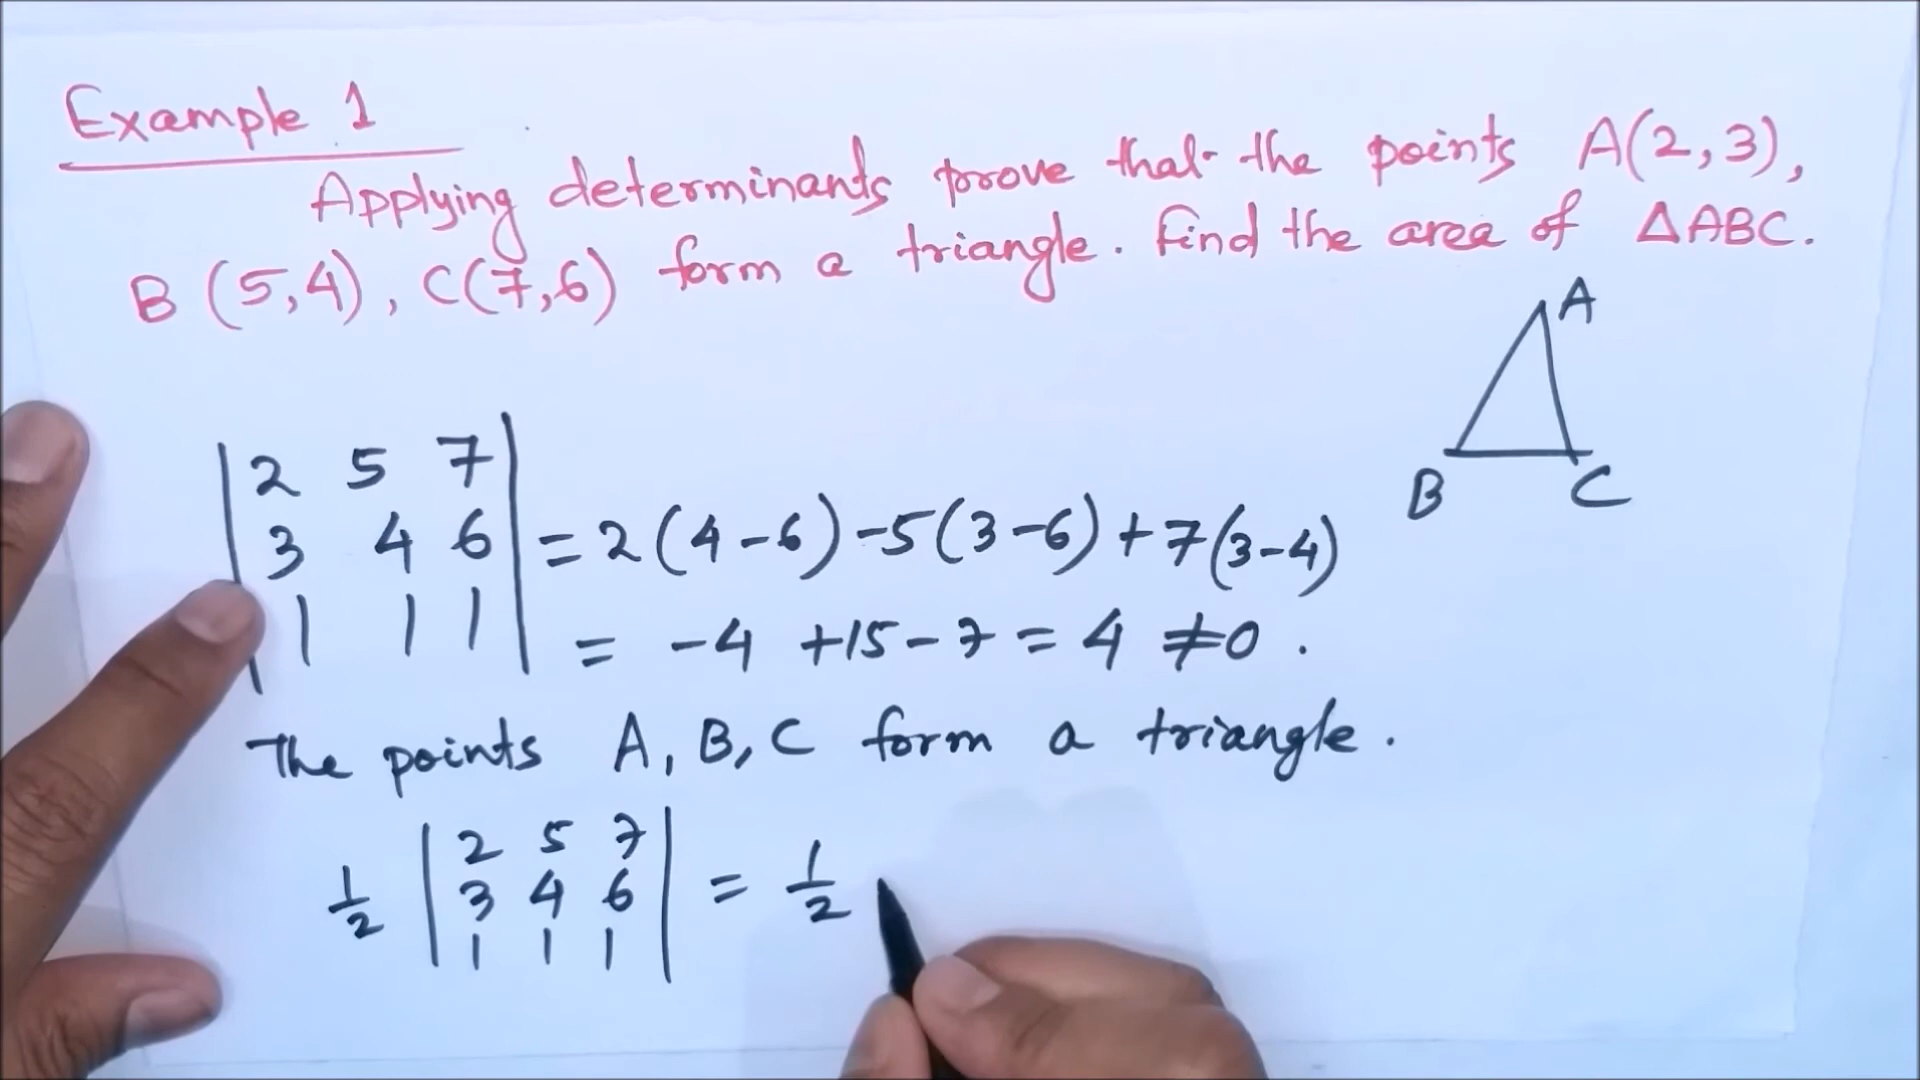 Example 1
Applying determinants prove that the points A(2,3),
B (5,4), C(7,6) form a triangle. Find the area of ΔABC.
A
B C
|2 5 7|
|3 4 6| = 2(4-6)-5(3-6)+7(3-4)
|1 1 1| = -4 +15-7 = 4 ≠0 .
The points A, B, C form a triangle.
|2 5 7|
1/2 |3 4 6| = 1/2
|1 1 1|